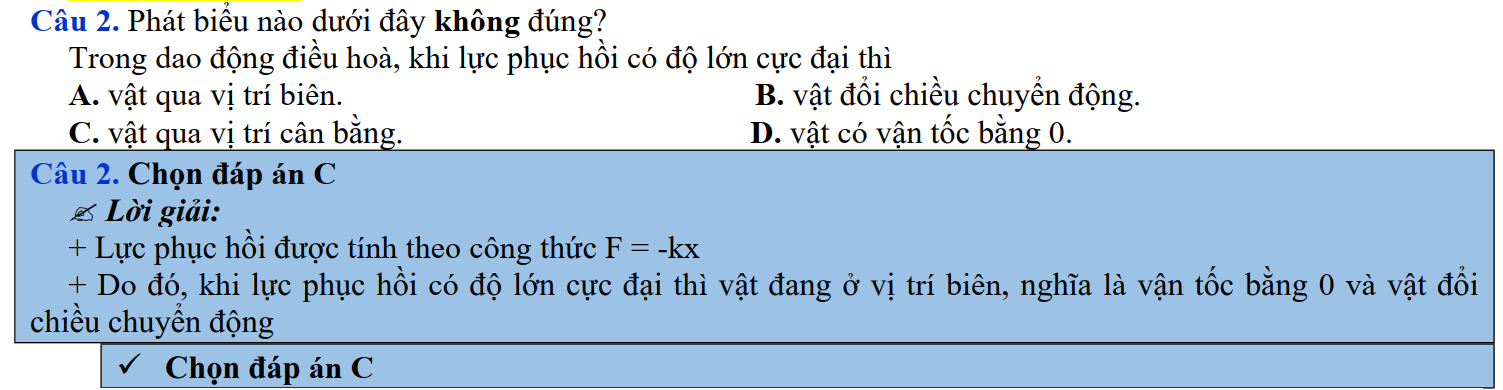 Câu 2. Phát biểu nào dưới đây không đúng?
Trong dao động điều hoà, khi lực phục hồi có độ lớn cực đại thì
A. vật qua vị trí biên. B. vật đổi chiều chuyển động.
C. vật qua vị trí cân bằng. D. vật có vận tốc bằng 0.
Câu 2. Chọn đáp án C
✍ Lời giải:
+ Lực phục hồi được tính theo công thức F = -kx
+ Do đó, khi lực phục hồi có độ lớn cực đại thì vật đang ở vị trí biên, nghĩa là vận tốc bằng 0 và vật đổi
chiều chuyển động
✓ Chọn đáp án C